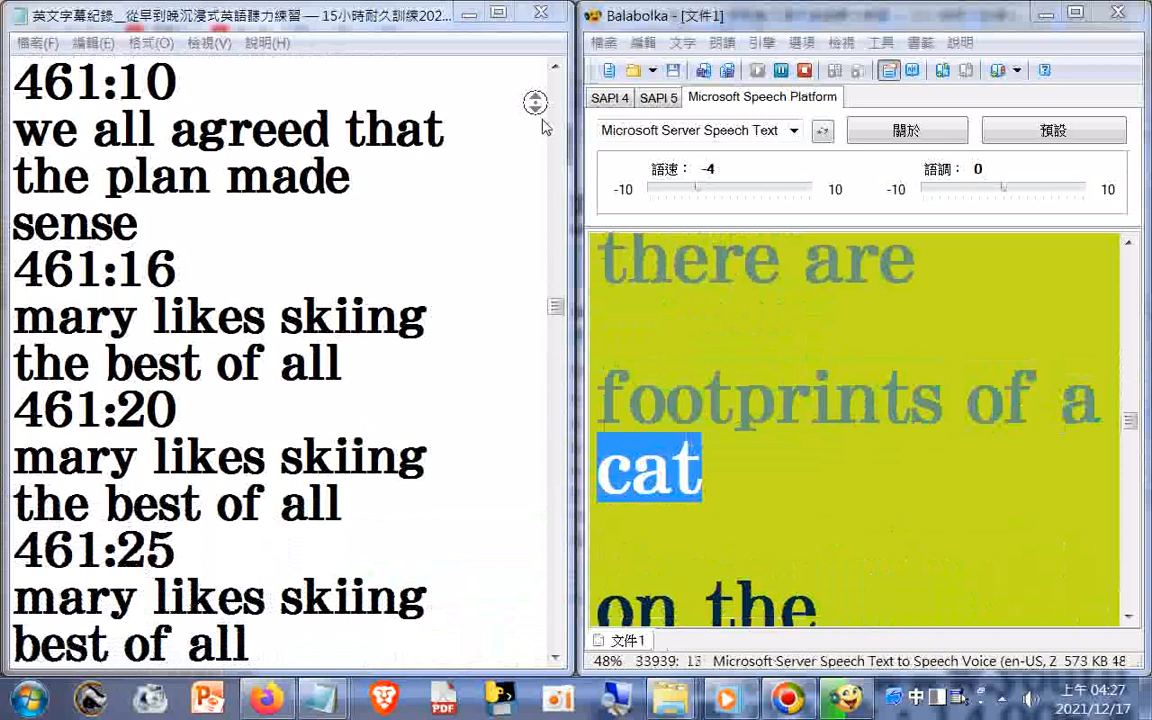 英文字幕紀錄__從早到晚沉浸式英語聽力練習 — 15小時耐久訓練202...
檔案(F) 編輯(E) 格式(O) 檢視(V) 說明(H)
461:10
we all agreed that
the plan made
sense
461:16
mary likes skiing
the best of all
461:20
mary likes skiing
the best of all
461:25
mary likes skiing
best of all
Balabolka - [文件1]
檔案 編輯 文字 朗讀 引擎 選項 檢視 工具 書籤 說明
SAPI 4 SAPI 5 Microsoft Speech Platform
Microsoft Server Speech Text 關於 預設
語速： -4 語調： 0
-10 10 -10 10
there are
footprints of a
cat
on the
文件1
48% 33939: 13 Microsoft Server Speech Text to Speech Voice (en-US, Z 573 KB 48
PDF
中
上午 04:27
2021/12/17